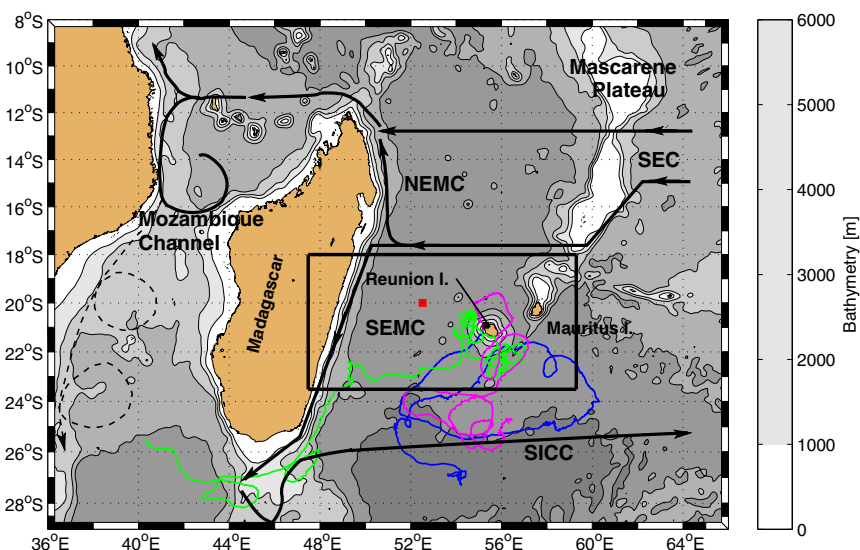 8°S
10°S
12°S
14°S
16°S
18°S
20°S
22°S
24°S
26°S
28°S
36°E
40°E
44°E
48°E
52°E
56°E
60°E
64°E
Mascarene
Plateau
SEC
NEMC
Mozambique
Channel
Madagascar
Reunion I.
SEMC
Mauritus I.
SICC
6000
5000
4000
3000
2000
1000
0
Bathymetry [m]